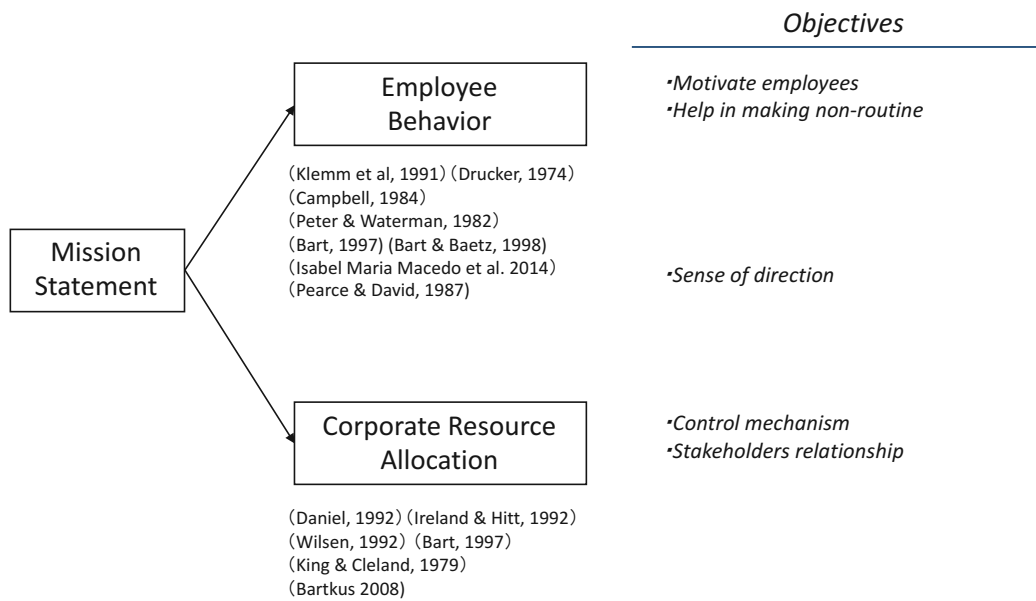 Objectives
Employee
Behavior
・Motivate employees
・Help in making non-routine
（Klemm et al, 1991）（Drucker, 1974）
（Campbell, 1984）
（Peter & Waterman, 1982）
（Bart, 1997) (Bart & Baetz, 1998)
（Isabel Maria Macedo et al. 2014）
（Pearce & David, 1987)
Mission
Statement
・Sense of direction
Corporate Resource
Allocation
・Control mechanism
・Stakeholders relationship
（Daniel, 1992）（Ireland & Hitt, 1992）
（Wilsen, 1992）（Bart, 1997）
（King & Cleland, 1979）
（Bartkus 2008)